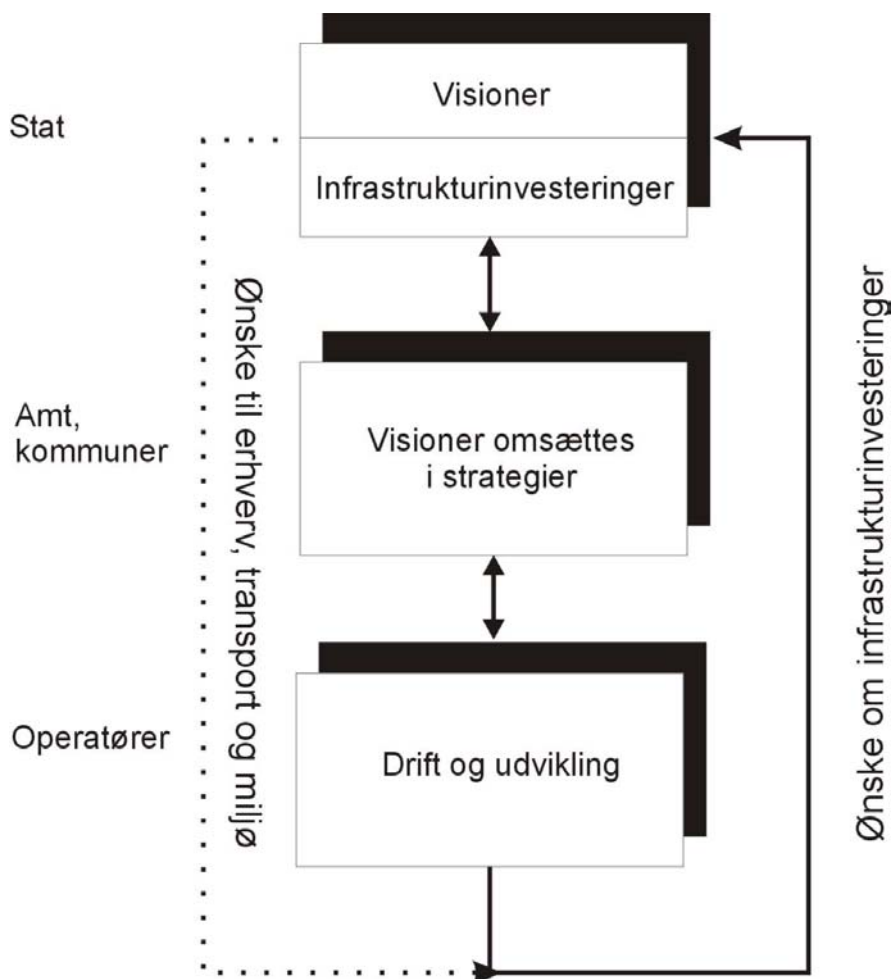 Visioner
Stat
Infrastrukturinvesteringer
Ønske til erhverv, transport og miljø
Ønske om infrastrukturinvesteringer
Amt,
kommuner
Visioner omsættes
i strategier
Operatører
Drift og udvikling